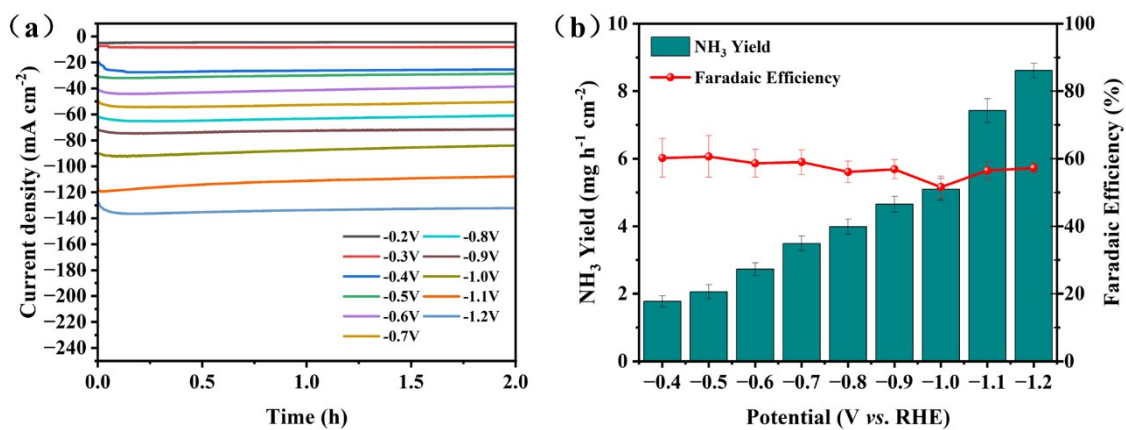 (a)
Current density (mA cm⁻²)
0
−20
−40
−60
−80
−100
−120
−140
−160
−180
−200
−220
−240
-0.2V
-0.3V
-0.4V
-0.5V
-0.6V
-0.7V
-0.8V
-0.9V
-1.0V
-1.1V
-1.2V
0.0 0.5 1.0 1.5 2.0
Time (h)
(b)
NH₃ Yield (mg h⁻¹ cm⁻²)
10
8
6
4
2
0
NH₃ Yield
Faradaic Efficiency
100
80
60
40
20
0
Faradaic Efficiency (%)
−0.4 −0.5 −0.6 −0.7 −0.8 −0.9 −1.0 −1.1 −1.2
Potential (V vs. RHE)